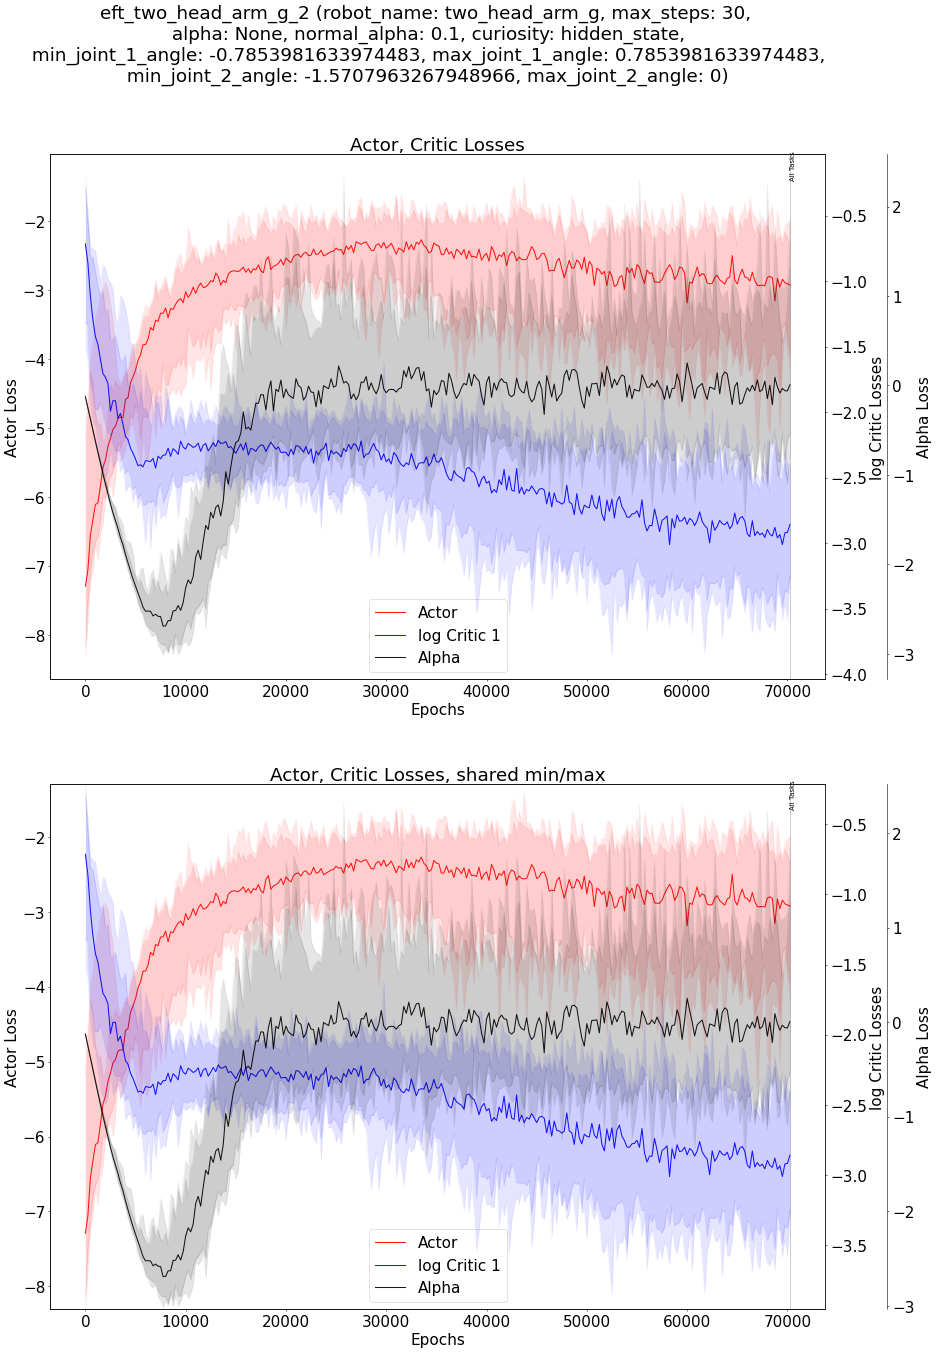 eft_two_head_arm_g_2 (robot_name: two_head_arm_g, max_steps: 30,
alpha: None, normal_alpha: 0.1, curiosity: hidden_state,
min_joint_1_angle: -0.7853981633974483, max_joint_1_angle: 0.7853981633974483,
min_joint_2_angle: -1.5707963267948966, max_joint_2_angle: 0)
Actor, Critic Losses
All Tasks
−2
−3
−4
−5
−6
−7
−8
Actor Loss
−0.5
−1.0
−1.5
−2.0
−2.5
−3.0
−3.5
−4.0
log Critic Losses
2
1
0
−1
−2
−3
Alpha Loss
Actor
log Critic 1
Alpha
0 10000 20000 30000 40000 50000 60000 70000
Epochs
Actor, Critic Losses, shared min/max
All Tasks
−2
−3
−4
−5
−6
−7
−8
Actor Loss
−0.5
−1.0
−1.5
−2.0
−2.5
−3.0
−3.5
log Critic Losses
2
1
0
−1
−2
−3
Alpha Loss
Actor
log Critic 1
Alpha
0 10000 20000 30000 40000 50000 60000 70000
Epochs